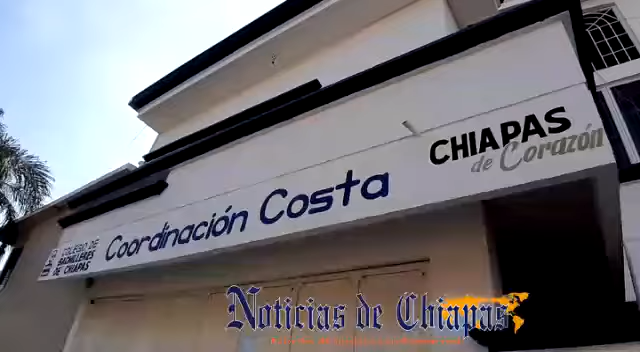 COLEGIO DE
BACHILLERES
DE CHIAPAS
Coordinación Costa
CHIAPAS
de Corazón
Noticias de Chiapas